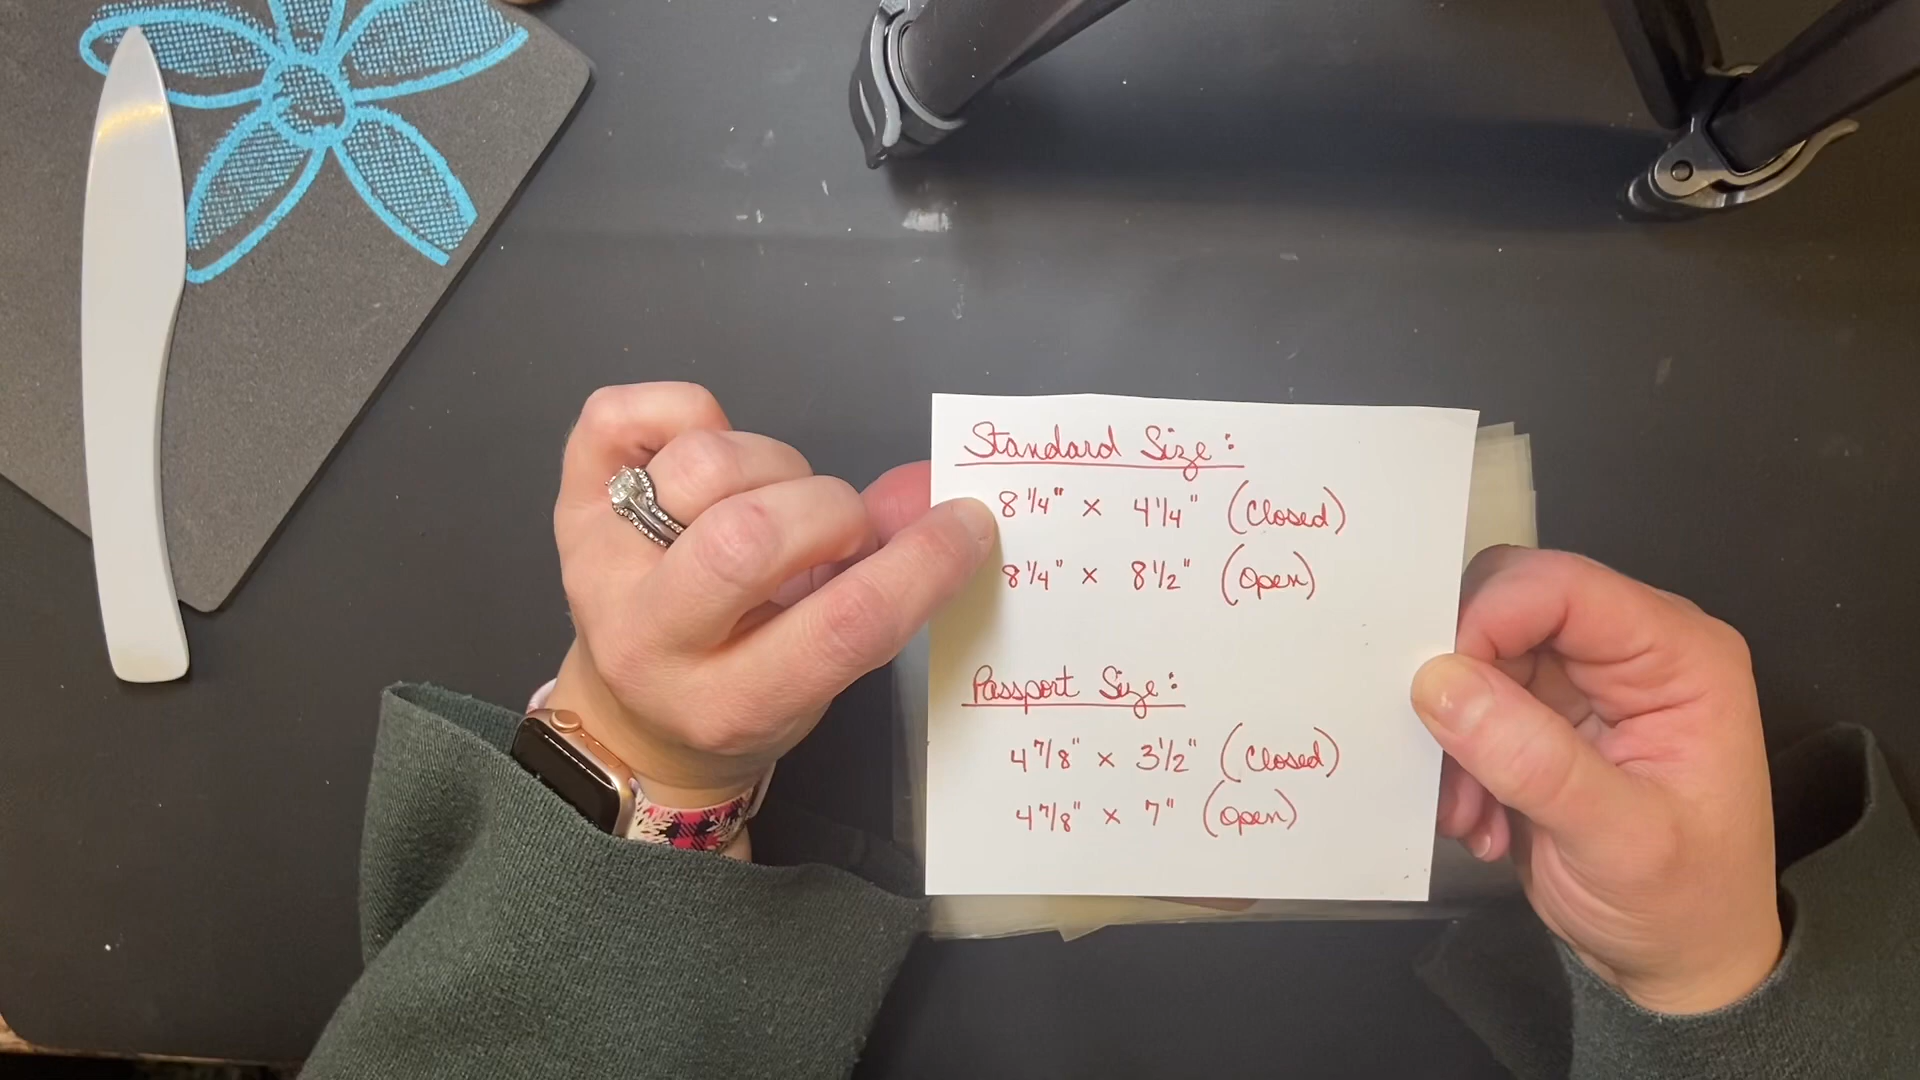 Standard Size:
8 1/4" x 4 1/4" (Closed)
8 1/4" x 8 1/2" (Open)
Passport Size:
4 7/8" x 3 1/2" (Closed)
4 7/8" x 7" (Open)